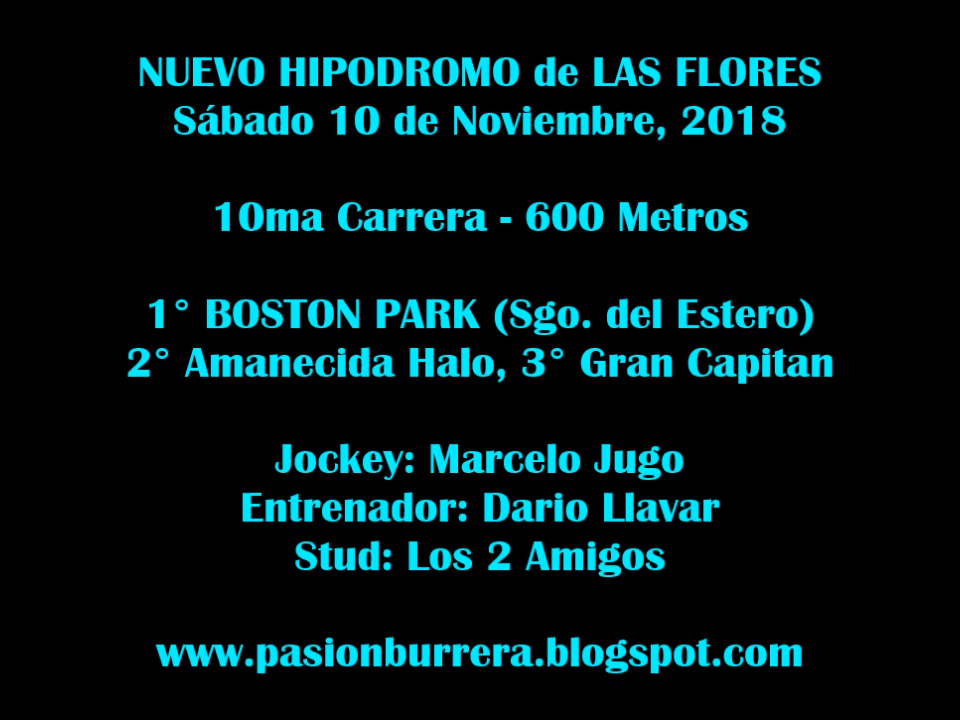 NUEVO HIPODROMO de LAS FLORES
Sábado 10 de Noviembre, 2018
10ma Carrera - 600 Metros
1° BOSTON PARK (Sgo. del Estero)
2° Amanecida Halo, 3° Gran Capitan
Jockey: Marcelo Jugo
Entrenador: Dario Llavar
Stud: Los 2 Amigos
www.pasionburrera.blogspot.com